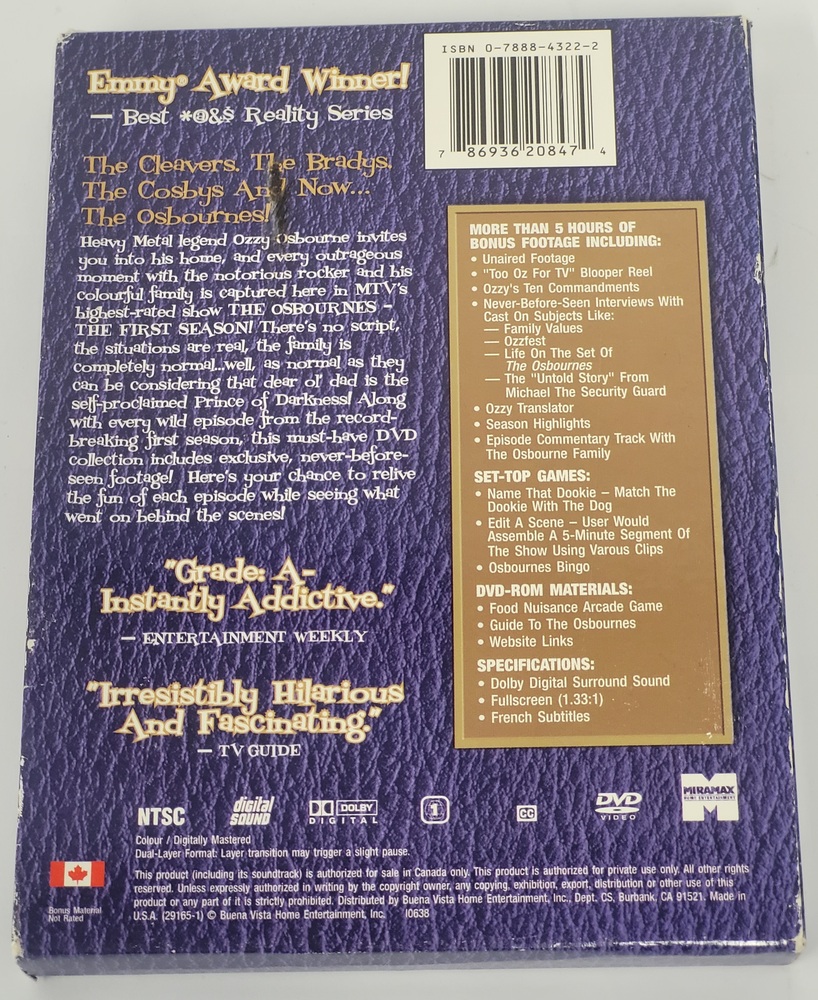 Emmy® Award Winner!
— Best *@&$ Reality Series
The Cleavers. The Bradys.
The Cosbys And Now...
The Osbournes!
Heavy Metal legend Ozzy Osbourne invites
you into his home, and every outrageous
moment with the notorious rocker and his
colourful family is captured here in MTV's
highest-rated show THE OSBOURNES –
THE FIRST SEASON! There's no script,
the situations are real, the family is
completely normal...well, as normal as they
can be considering that dear ol' dad is the
self-proclaimed Prince of Darkness! Along
with every wild episode from the record-
breaking first season, this must-have DVD
collection includes exclusive, never-before-
seen footage! Here's your chance to relive
the fun of each episode while seeing what
went on behind the scenes!
"Grade: A-
Instantly Addictive."
— ENTERTAINMENT WEEKLY
"Irresistibly Hilarious
And Fascinating."
— TV GUIDE
ISBN 0-7888-4322-2
7 86936 20847 4
MORE THAN 5 HOURS OF
BONUS FOOTAGE INCLUDING:
• Unaired Footage
• "Too Oz For TV" Blooper Reel
• Ozzy's Ten Commandments
• Never-Before-Seen Interviews With
Cast On Subjects Like:
— Family Values
— Ozzfest
— Life On The Set Of
The Osbournes
— The "Untold Story" From
Michael The Security Guard
• Ozzy Translator
• Season Highlights
• Episode Commentary Track With
The Osbourne Family
SET-TOP GAMES:
• Name That Dookie – Match The
Dookie With The Dog
• Edit A Scene – User Would
Assemble A 5-Minute Segment Of
The Show Using Varous Clips
• Osbournes Bingo
DVD-ROM MATERIALS:
• Food Nuisance Arcade Game
• Guide To The Osbournes
• Website Links
SPECIFICATIONS:
• Dolby Digital Surround Sound
• Fullscreen (1.33:1)
• French Subtitles
NTSC
digital
SOUND
DOLBY
DIGITAL
1
CC
DVD
VIDEO
MIRAMAX
HOME ENTERTAINMENT
Colour / Digitally Mastered
Dual-Layer Format: Layer transition may trigger a slight pause.
This product (including its soundtrack) is authorized for sale in Canada only. This product is authorized for private use only. All other rights
reserved. Unless expressly authorized in writing by the copyright owner, any copying, exhibition, export, distribution or other use of this
product or any part of it is strictly prohibited. Distributed by Buena Vista Home Entertainment, Inc., Dept. CS, Burbank, CA 91521. Made in
U.S.A. (29165-1) © Buena Vista Home Entertainment, Inc. I0638
Bonus Material
Not Rated